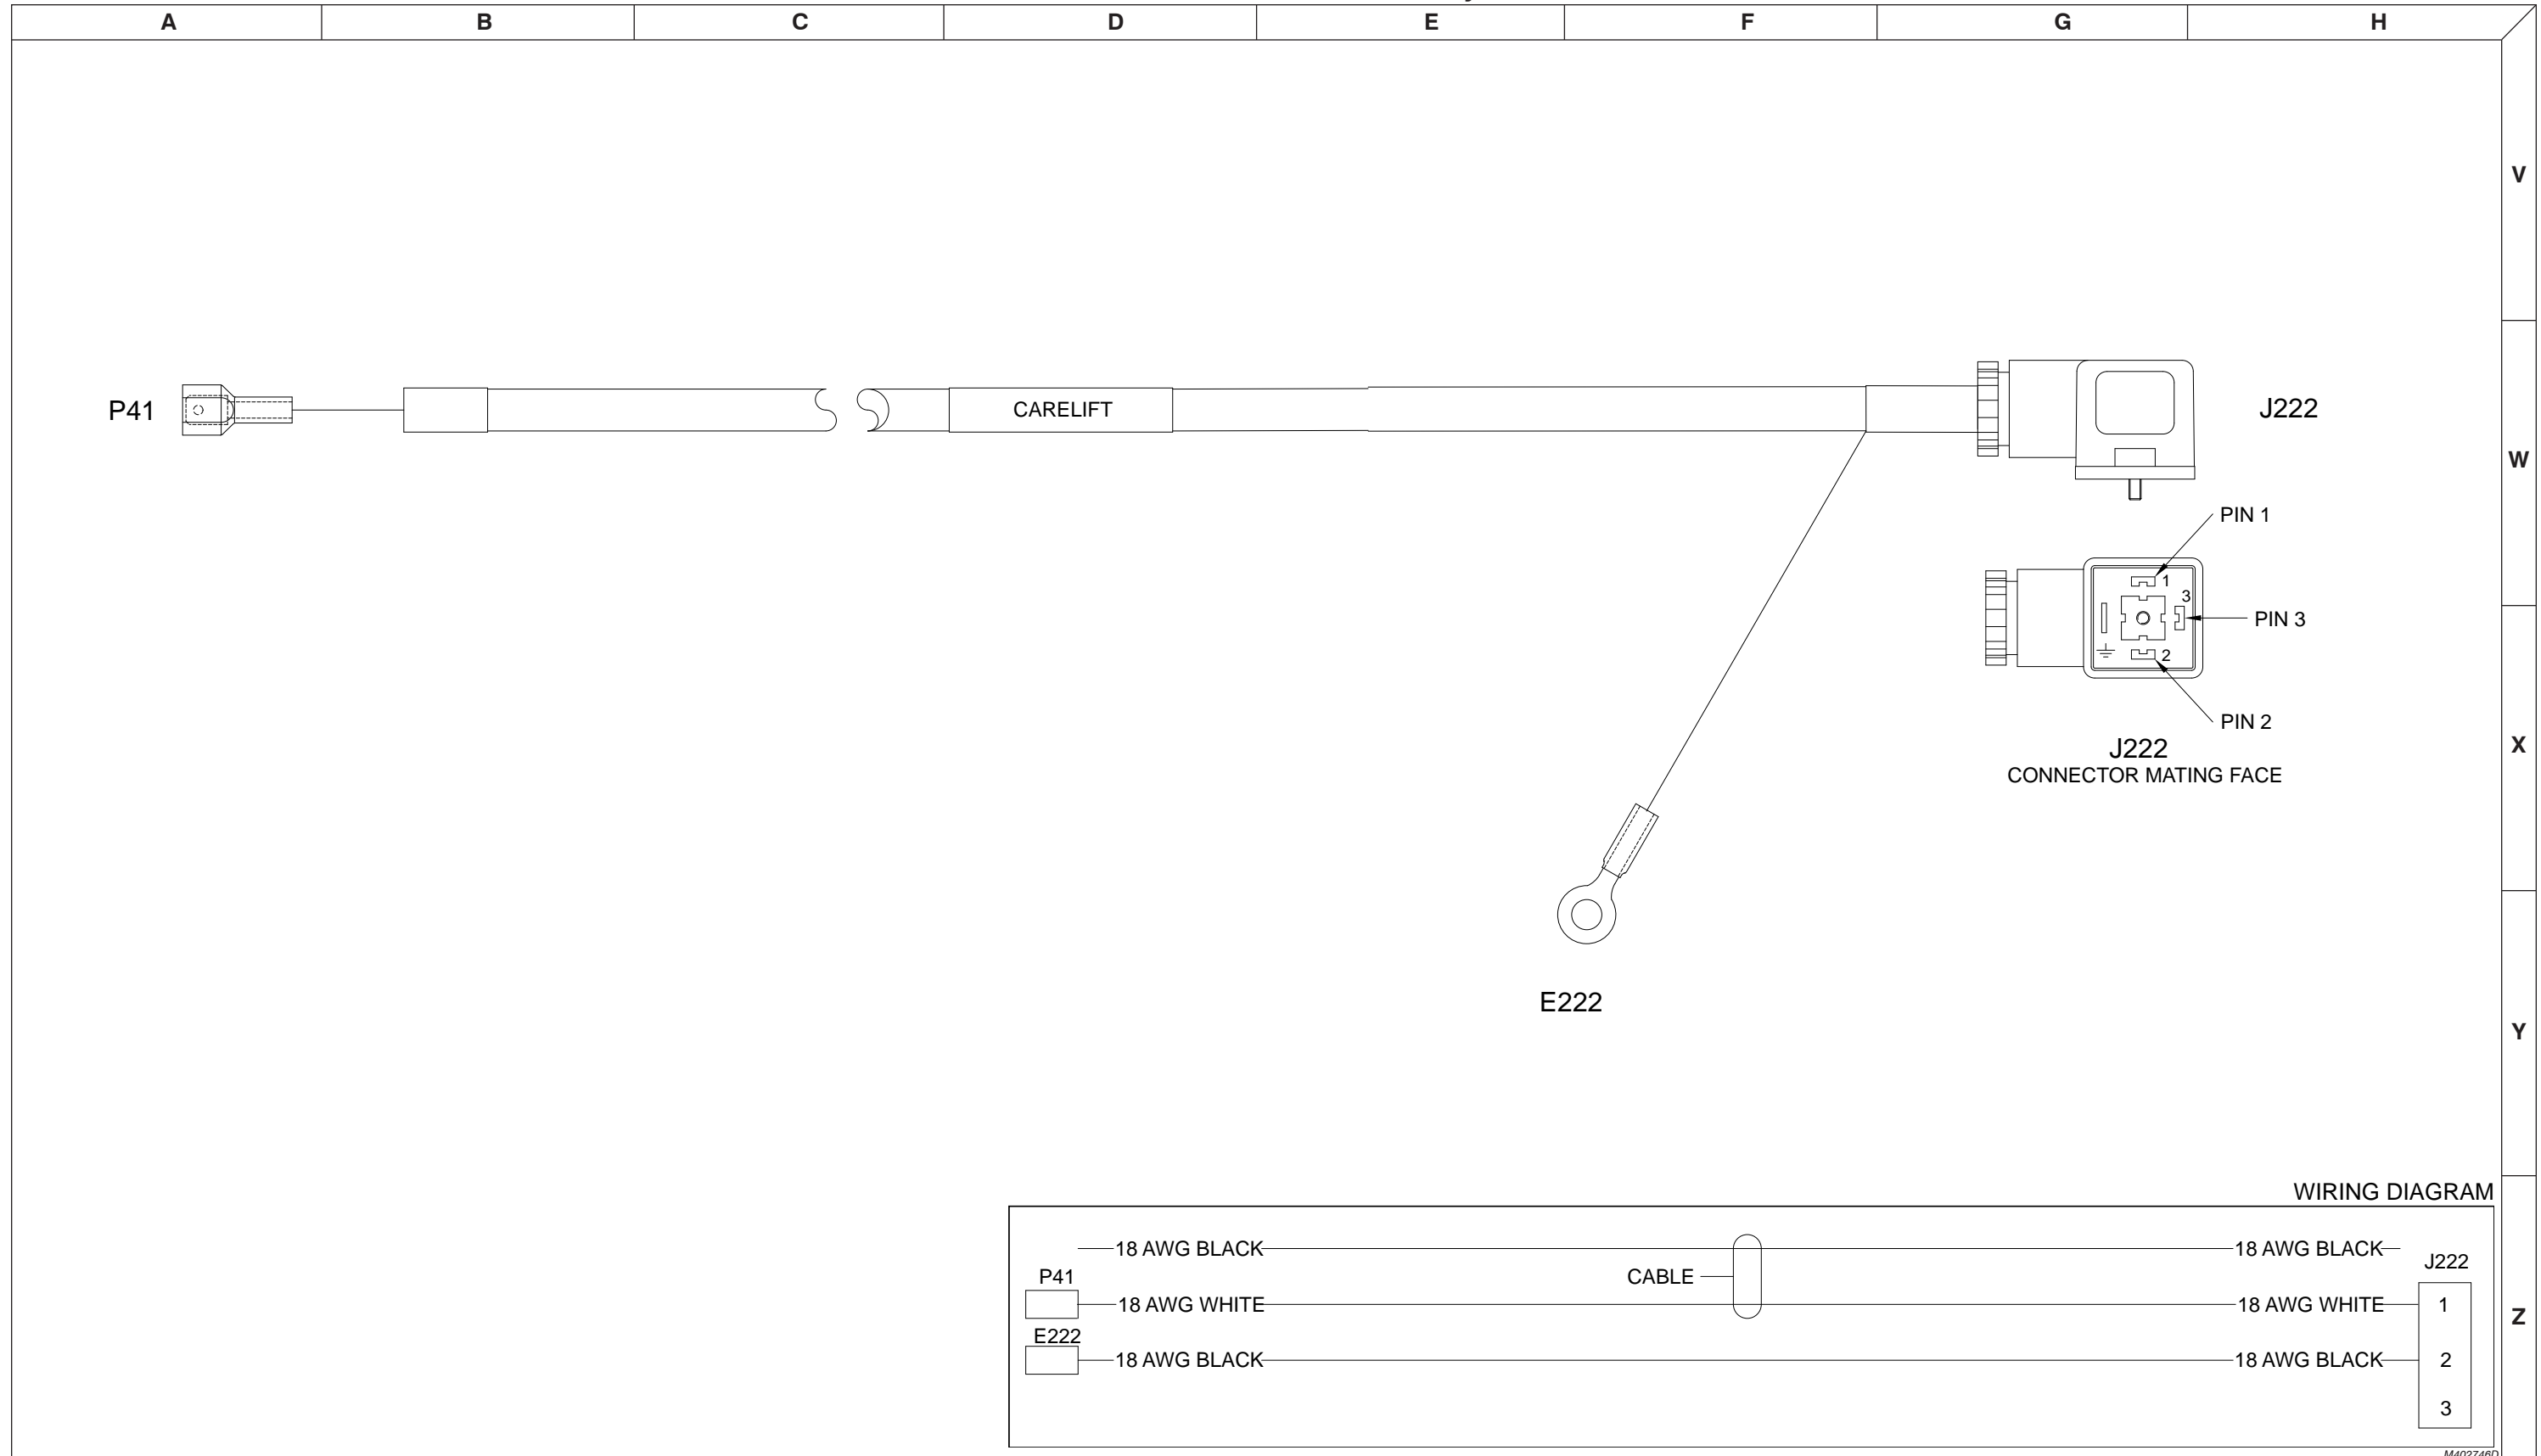 A B C D E F G H
V
P41
CARELIFT
J222
W
PIN 1
1
3
PIN 3
2
PIN 2
J222
CONNECTOR MATING FACE
X
E222
Y
WIRING DIAGRAM
18 AWG BLACK 18 AWG BLACK
P41 CABLE J222
18 AWG WHITE 18 AWG WHITE 1
Z
E222
18 AWG BLACK 18 AWG BLACK 2
3
M402746D